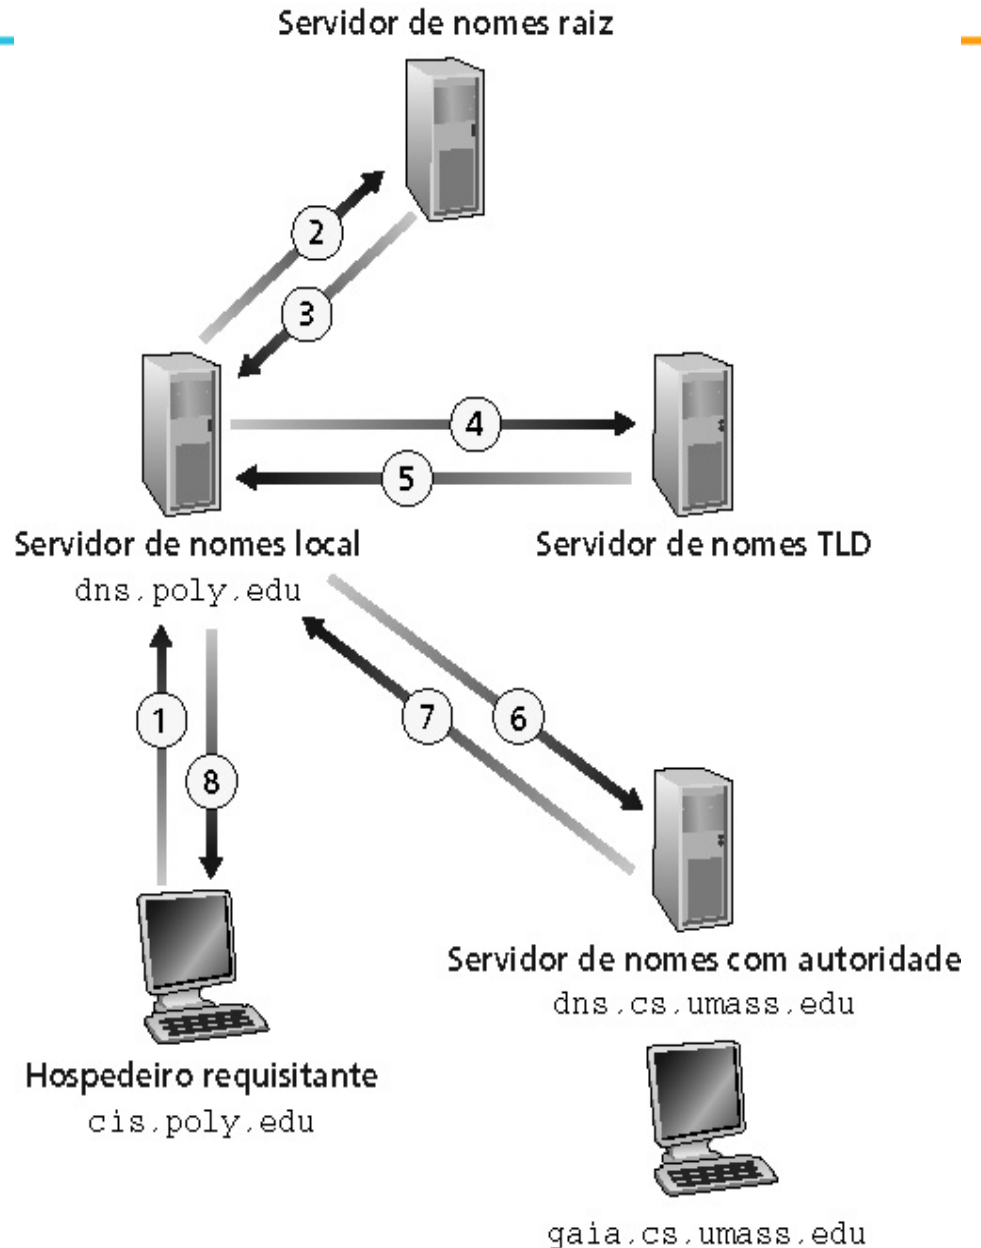 Servidor de nomes raiz
2
3
4
5
Servidor de nomes local
dns.poly.edu
Servidor de nomes TLD
1
8
7
6
Servidor de nomes com autoridade
dns.cs.umass.edu
Hospedeiro requisitante
cis.poly.edu
gaia.cs.umass.edu